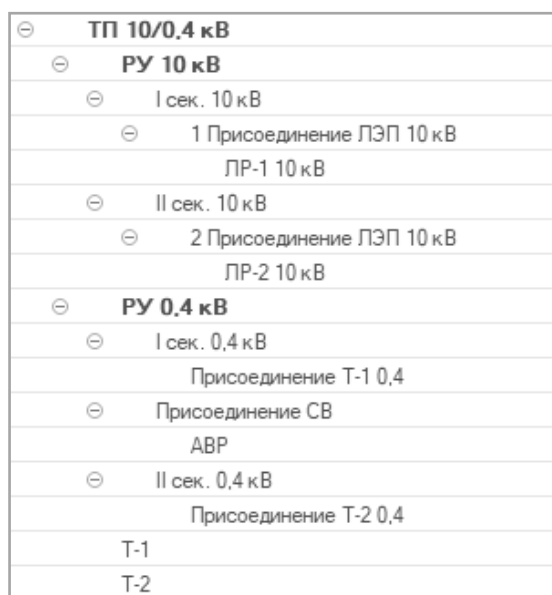 ТП 10/0,4 кВ
РУ 10 кВ
I сек. 10 кВ
1 Присоединение ЛЭП 10 кВ
ЛР-1 10 кВ
II сек. 10 кВ
2 Присоединение ЛЭП 10 кВ
ЛР-2 10 кВ
РУ 0,4 кВ
I сек. 0,4 кВ
Присоединение Т-1 0,4
Присоединение СВ
АВР
II сек. 0,4 кВ
Присоединение Т-2 0,4
Т-1
Т-2